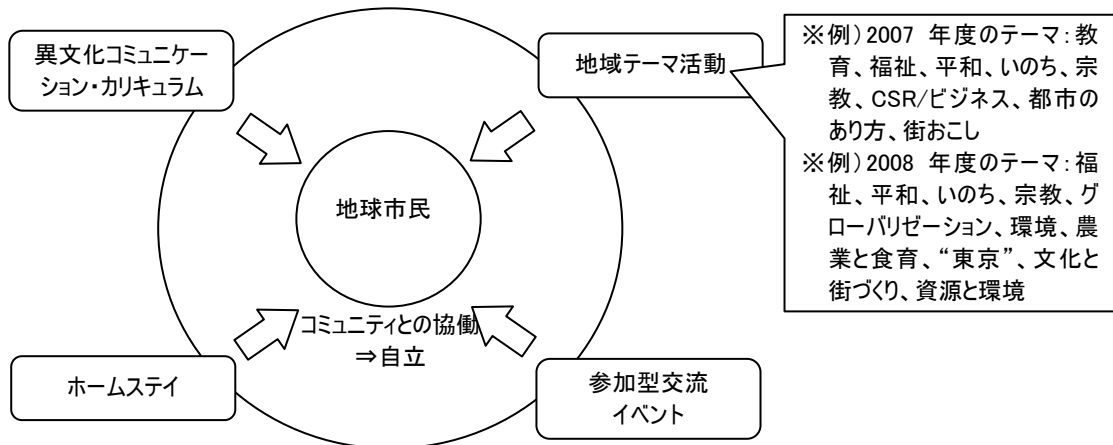 異文化コミュニケー
ション・カリキュラム
地域テーマ活動
※例）2007 年度のテーマ：教
育、福祉、平和、いのち、宗
教、CSR/ビジネス、都市の
あり方、街おこし
※例）2008 年度のテーマ：福
祉、平和、いのち、宗教、グ
ローバリゼーション、環境、農
業と食育、“東京”、文化と
街づくり、資源と環境
地球市民
コミュニティとの協働
⇒自立
ホームステイ
参加型交流
イベント